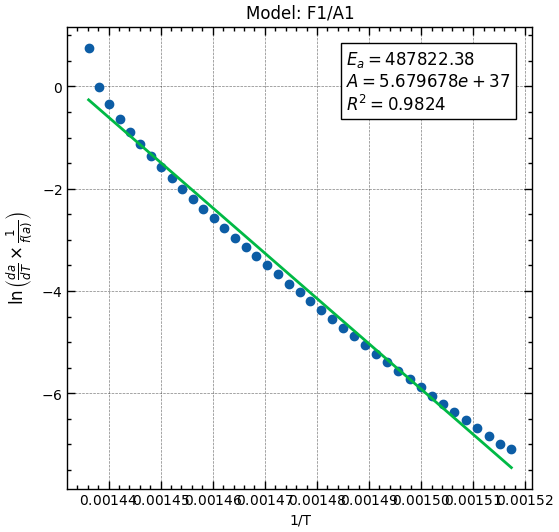 Model: F1/A1
E_a = 487822.38
A = 5.679678e + 37
R^2 = 0.9824
0
−2
−4
−6
ln (da/dT × 1/f(a))
0.00144 0.00145 0.00146 0.00147 0.00148 0.00149 0.00150 0.00151 0.00152
1/T